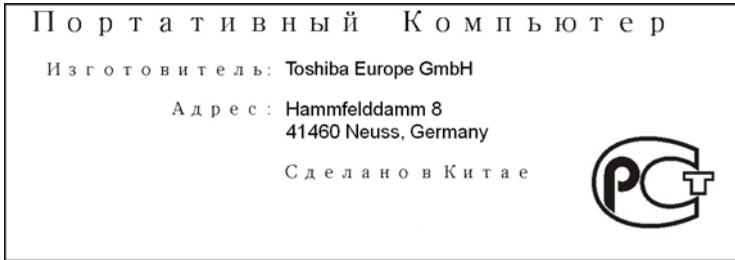 Портативный Компьютер
Изготовитель: Toshiba Europe GmbH
Адрес: Hammfelddamm 8
41460 Neuss, Germany
Сделано в Китае
РСТ